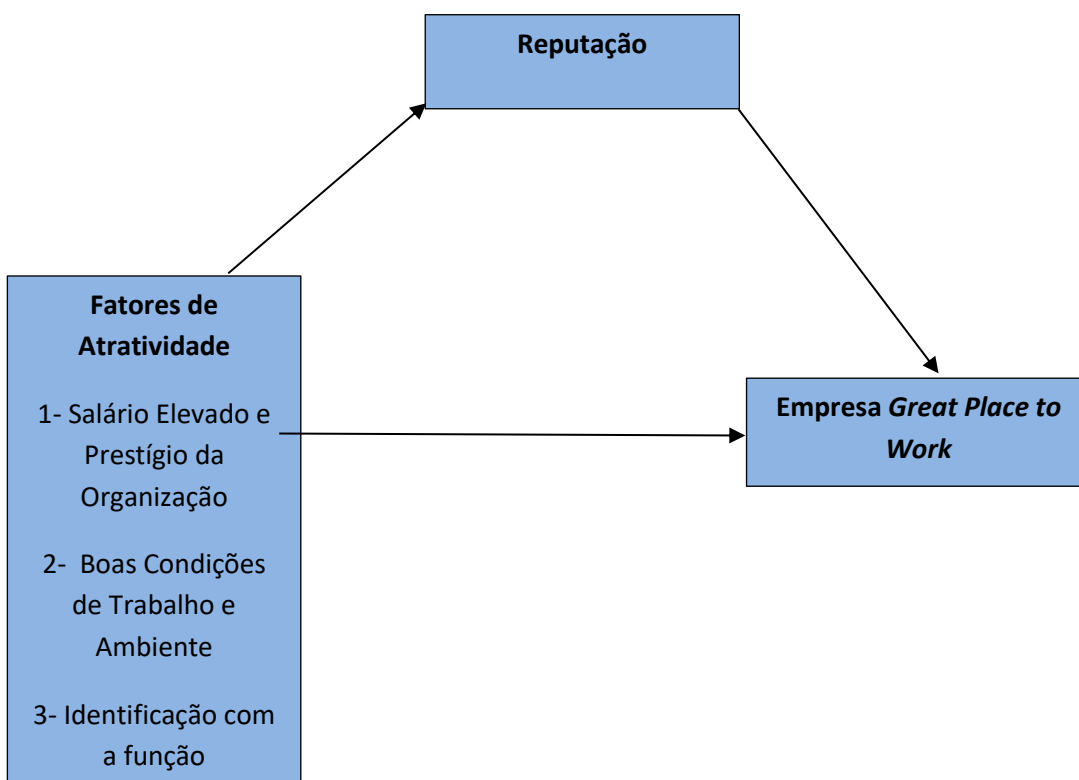 Reputação
Fatores de
Atratividade
1- Salário Elevado e
Prestígio da
Organização
2- Boas Condições
de Trabalho e
Ambiente
3- Identificação com
a função
Empresa Great Place to
Work